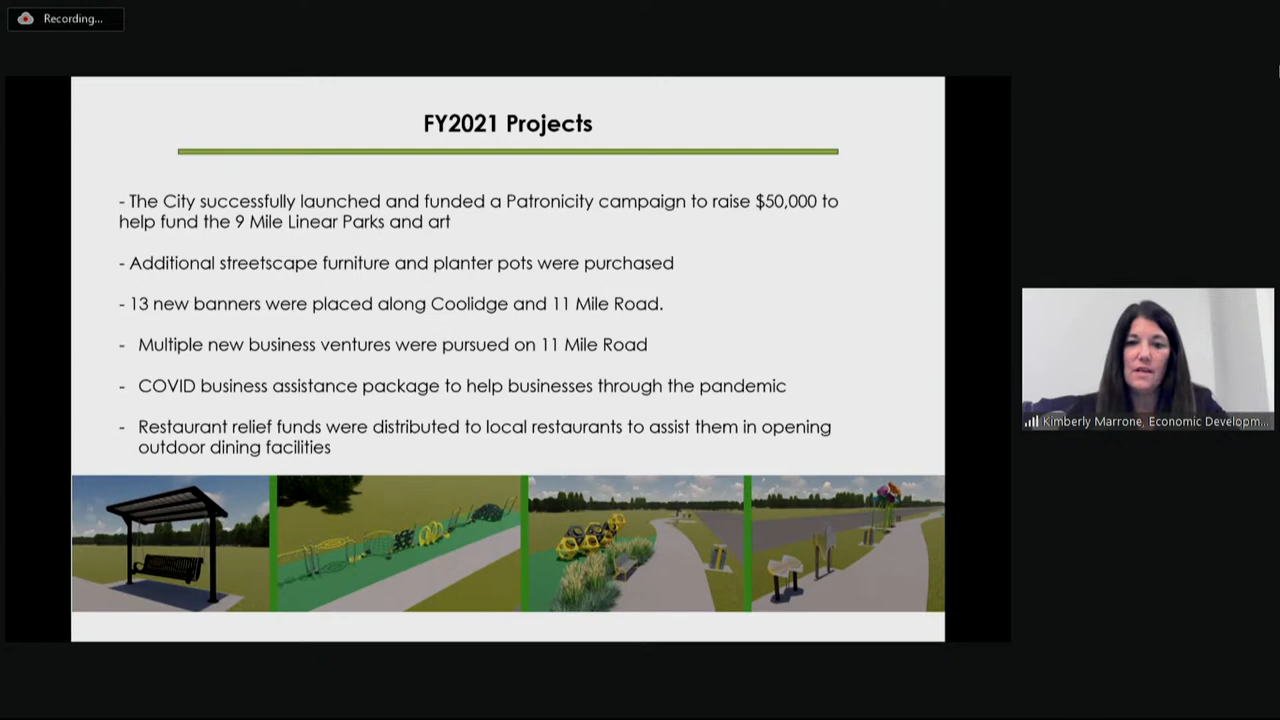 Recording...
FY2021 Projects
- The City successfully launched and funded a Patronicity campaign to raise $50,000 to
help fund the 9 Mile Linear Parks and art
- Additional streetscape furniture and planter pots were purchased
- 13 new banners were placed along Coolidge and 11 Mile Road.
- Multiple new business ventures were pursued on 11 Mile Road
- COVID business assistance package to help businesses through the pandemic
- Restaurant relief funds were distributed to local restaurants to assist them in opening
outdoor dining facilities
Kimberly Marrone, Economic Developm...